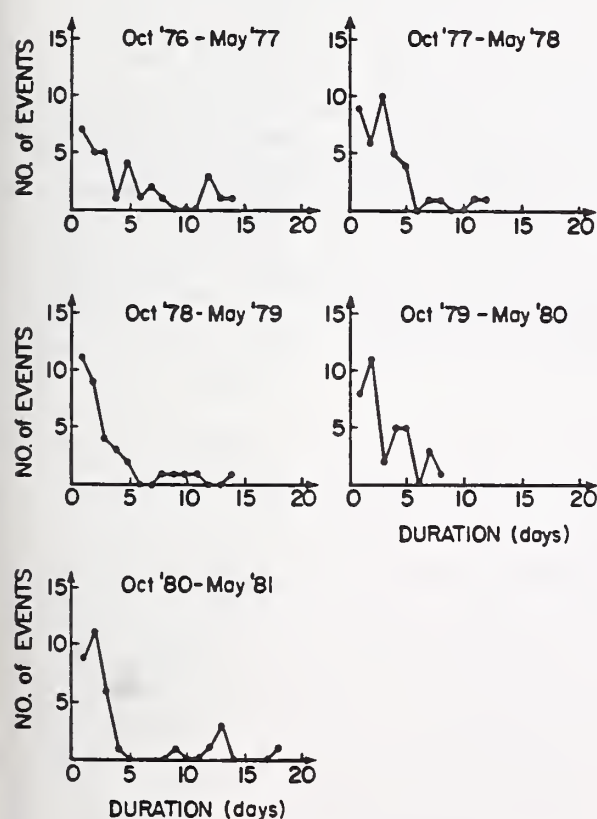 Oct '76 - May '77
NO. of EVENTS
15
10
5
0 5 10 15 20
Oct '77 - May '78
15
10
5
0 5 10 15 20
Oct '78 - May '79
NO. of EVENTS
15
10
5
0 5 10 15 20
Oct '79 - May '80
15
10
5
0 5 10 15 20
DURATION (days)
Oct '80 - May '81
NO. of EVENTS
15
10
5
0 5 10 15 20
DURATION (days)